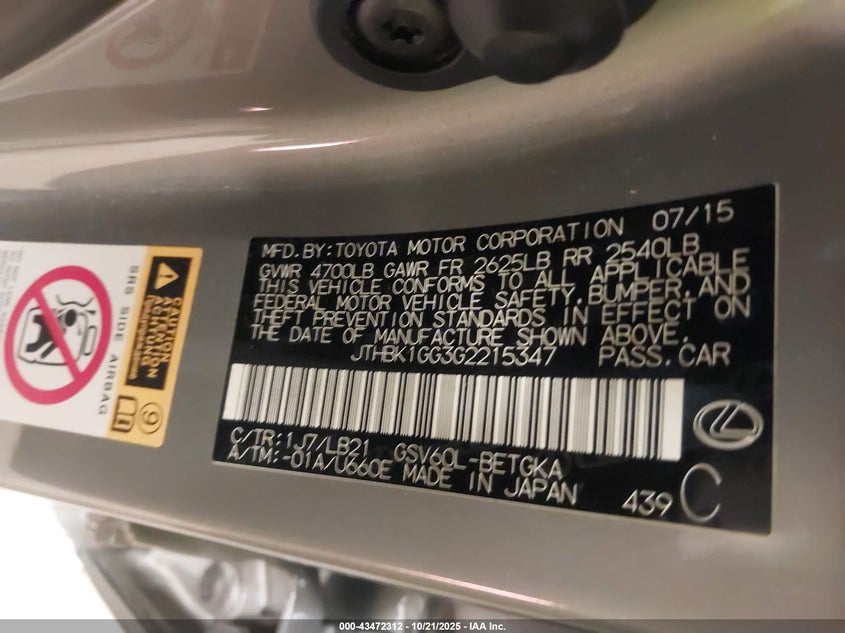 MFD. BY: TOYOTA MOTOR CORPORATION 07/15
GVWR 4700LB GAWR FR 2625LB RR 2540LB
THIS VEHICLE CONFORMS TO ALL APPLICABLE
FEDERAL MOTOR VEHICLE SAFETY, BUMPER, AND
THEFT PREVENTION STANDARDS IN EFFECT ON
THE DATE OF MANUFACTURE SHOWN ABOVE.
JTHBK1GG3G2215347 PASS.CAR
C/TR:1J7/LB21 GSV60L-BETGKA
A/TM:-01A/U660E MADE IN JAPAN
439 C
SRS SIDE AIRBAG
CAUTION
9
000-43472312 - 10/21/2025 - IAA Inc.